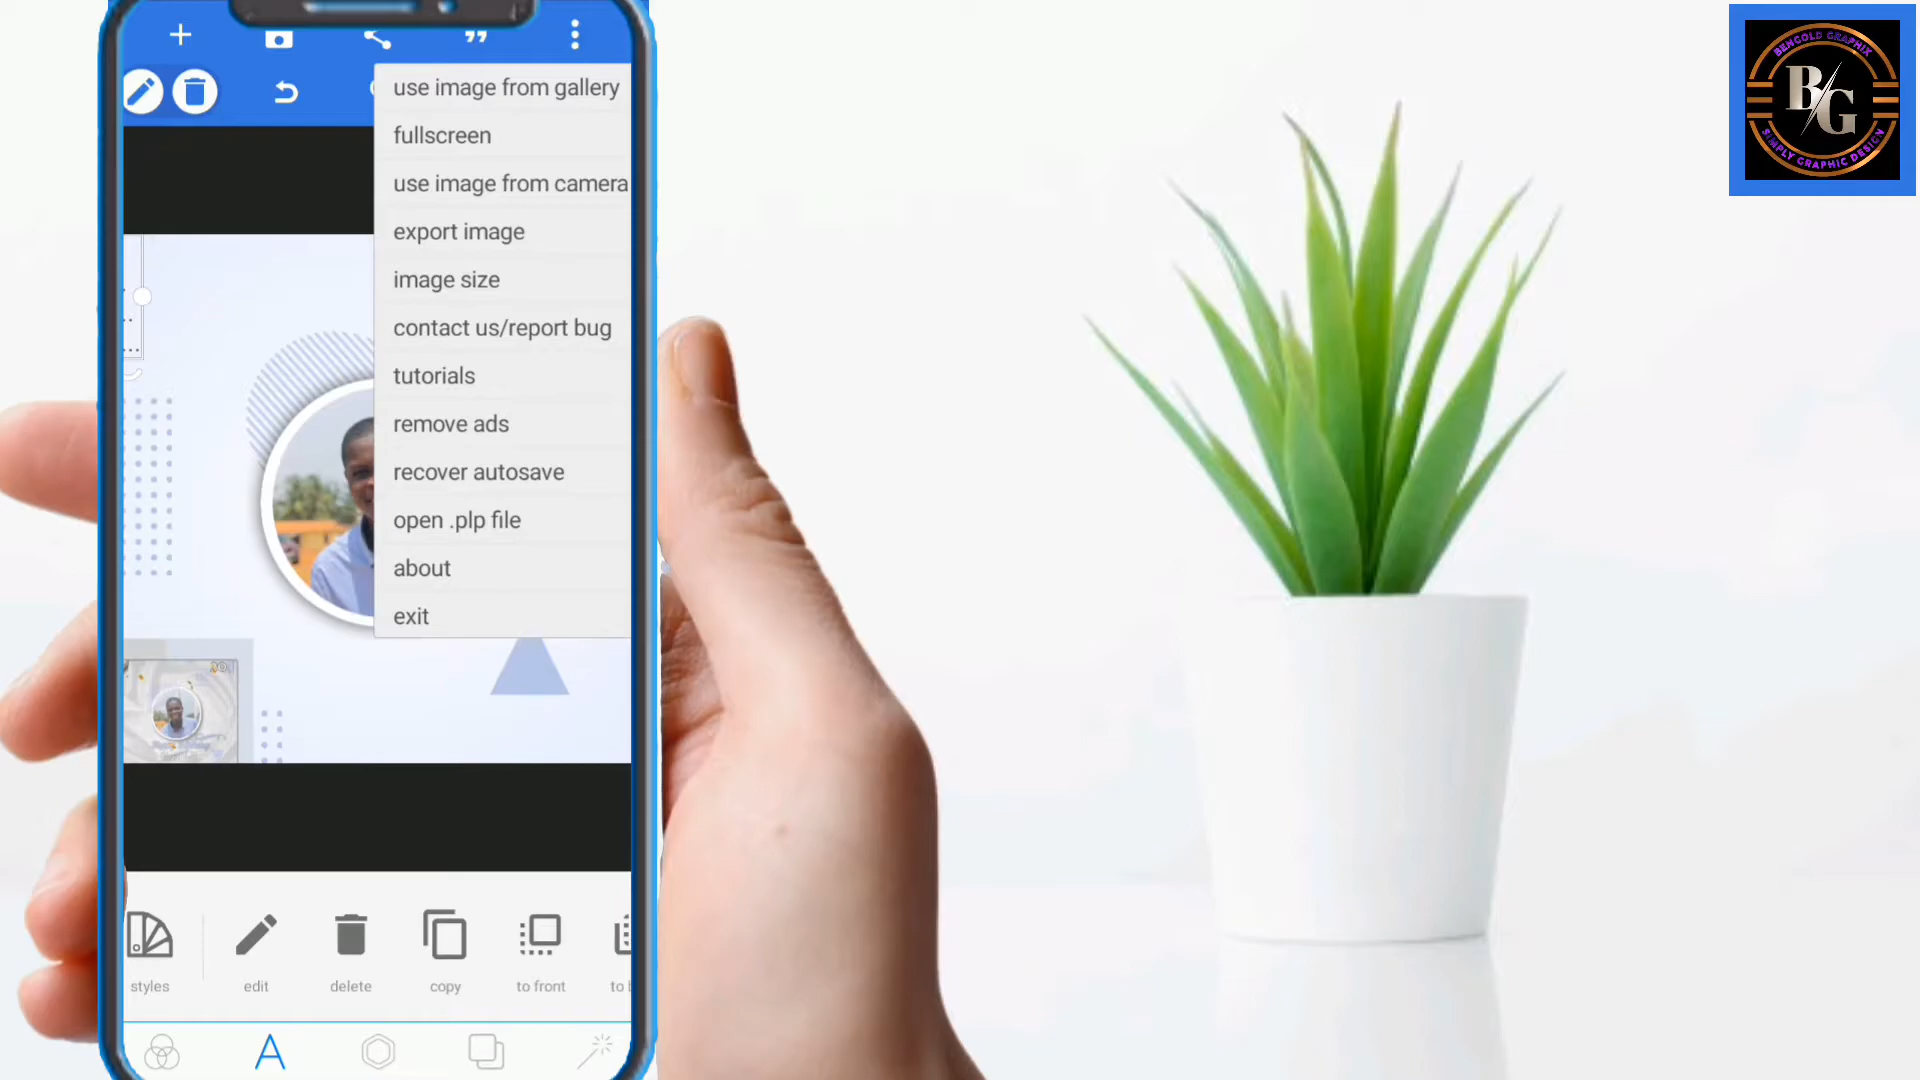 use image from gallery
fullscreen
use image from camera
export image
image size
contact us/report bug
tutorials
remove ads
recover autosave
open .plp file
about
exit
styles
edit
delete
copy
to front
BENGOLD GRAPHIX
BG
SIMPLY GRAPHIC DESIGN